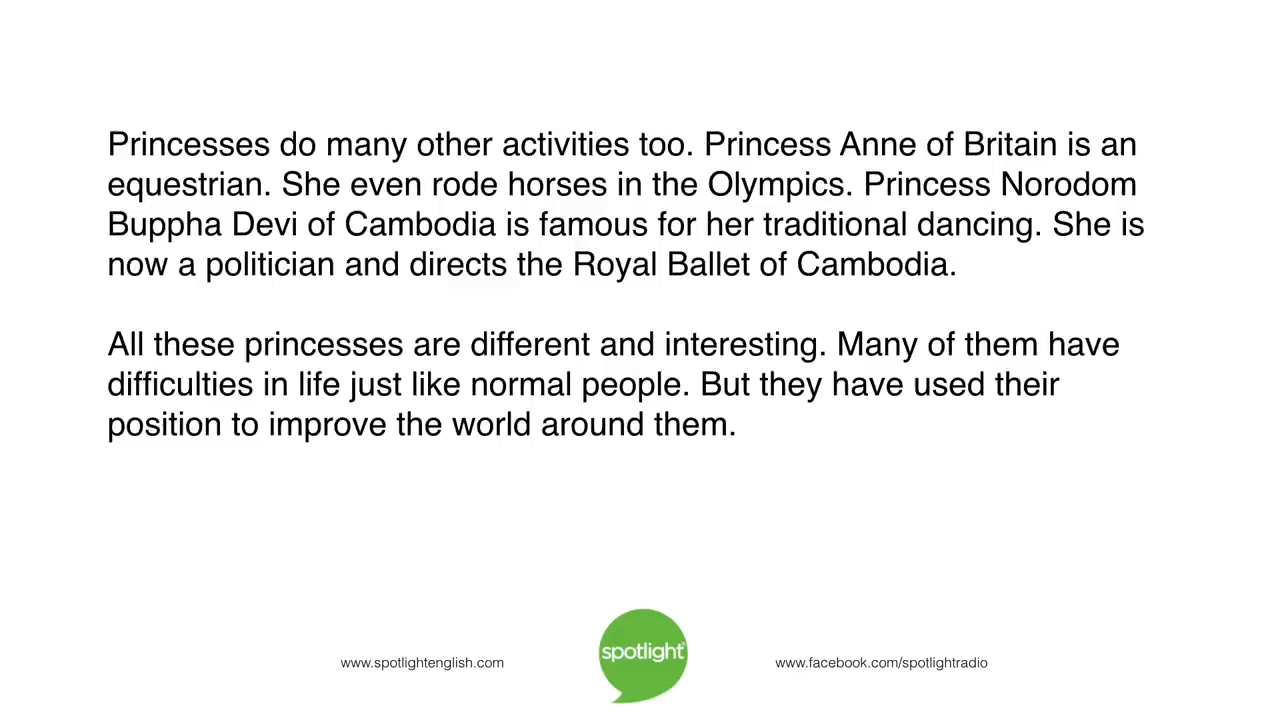 Princesses do many other activities too. Princess Anne of Britain is an
equestrian. She even rode horses in the Olympics. Princess Norodom
Buppha Devi of Cambodia is famous for her traditional dancing. She is
now a politician and directs the Royal Ballet of Cambodia.
All these princesses are different and interesting. Many of them have
difficulties in life just like normal people. But they have used their
position to improve the world around them.
www.spotlightenglish.com
spotlight
www.facebook.com/spotlightradio